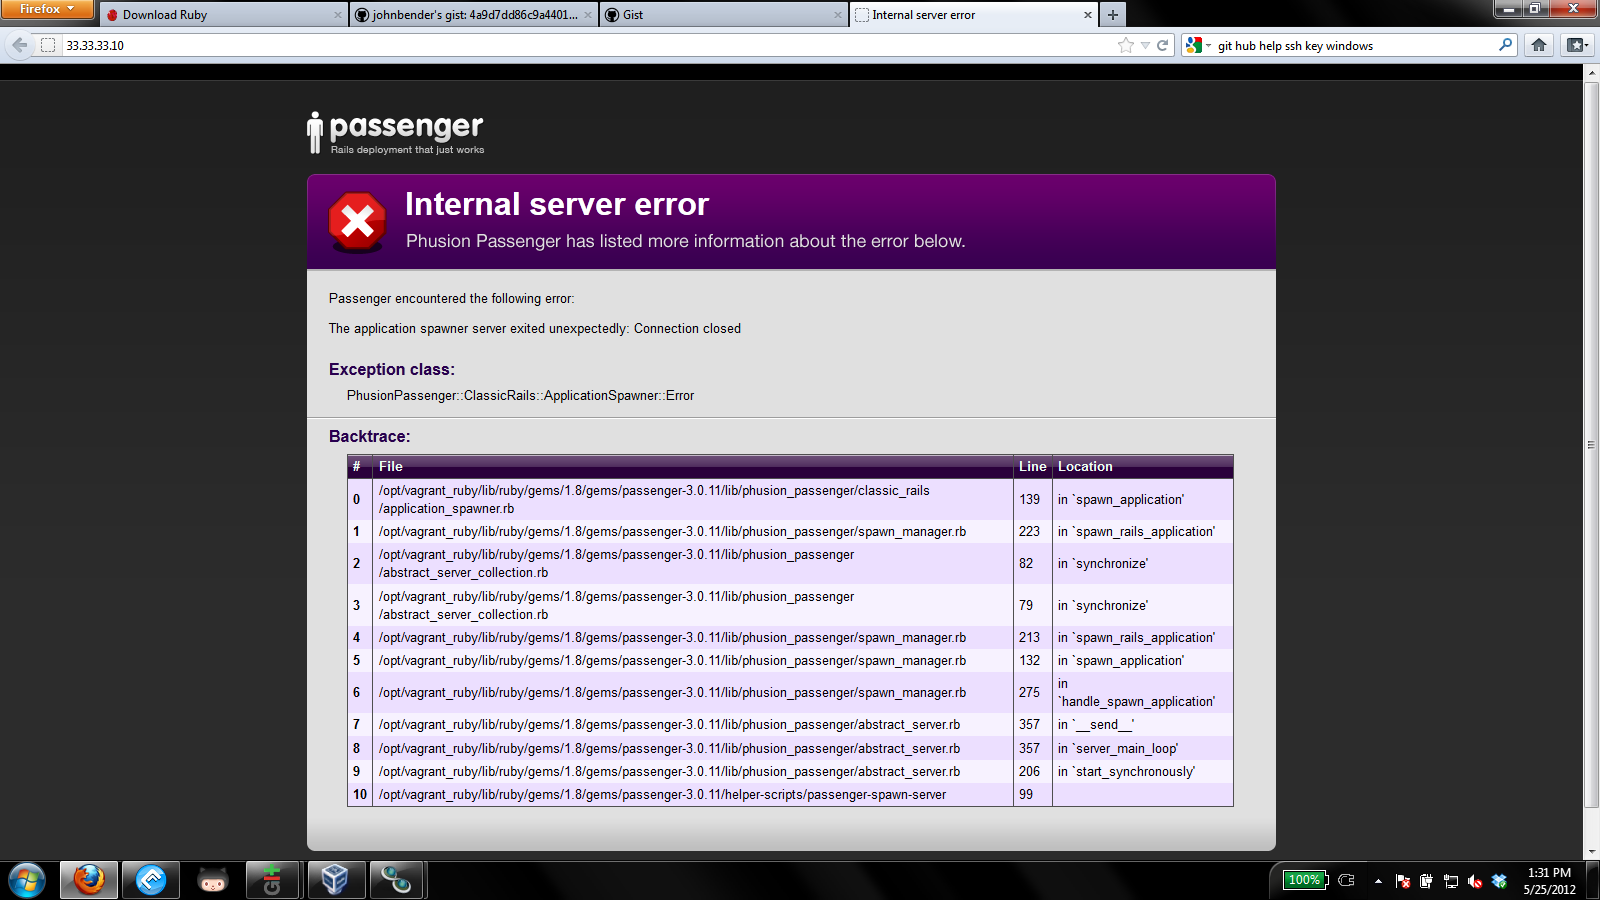 Firefox
Download Ruby
johnbender's gist: 4a9d7dd86c9a4401...
Gist
Internal server error
33.33.33.10
git hub help ssh key windows
passenger
Rails deployment that just works
Internal server error
Phusion Passenger has listed more information about the error below.
Passenger encountered the following error:
The application spawner server exited unexpectedly: Connection closed
Exception class:
PhusionPassenger::ClassicRails::ApplicationSpawner::Error
Backtrace:
# File Line Location
0 /opt/vagrant_ruby/lib/ruby/gems/1.8/gems/passenger-3.0.11/lib/phusion_passenger/classic_rails
/application_spawner.rb 139 in `spawn_application'
1 /opt/vagrant_ruby/lib/ruby/gems/1.8/gems/passenger-3.0.11/lib/phusion_passenger/spawn_manager.rb 223 in `spawn_rails_application'
2 /opt/vagrant_ruby/lib/ruby/gems/1.8/gems/passenger-3.0.11/lib/phusion_passenger
/abstract_server_collection.rb 82 in `synchronize'
3 /opt/vagrant_ruby/lib/ruby/gems/1.8/gems/passenger-3.0.11/lib/phusion_passenger
/abstract_server_collection.rb 79 in `synchronize'
4 /opt/vagrant_ruby/lib/ruby/gems/1.8/gems/passenger-3.0.11/lib/phusion_passenger/spawn_manager.rb 213 in `spawn_rails_application'
5 /opt/vagrant_ruby/lib/ruby/gems/1.8/gems/passenger-3.0.11/lib/phusion_passenger/spawn_manager.rb 132 in `spawn_application'
6 /opt/vagrant_ruby/lib/ruby/gems/1.8/gems/passenger-3.0.11/lib/phusion_passenger/spawn_manager.rb 275 in
`handle_spawn_application'
7 /opt/vagrant_ruby/lib/ruby/gems/1.8/gems/passenger-3.0.11/lib/phusion_passenger/abstract_server.rb 357 in `__send__'
8 /opt/vagrant_ruby/lib/ruby/gems/1.8/gems/passenger-3.0.11/lib/phusion_passenger/abstract_server.rb 357 in `server_main_loop'
9 /opt/vagrant_ruby/lib/ruby/gems/1.8/gems/passenger-3.0.11/lib/phusion_passenger/abstract_server.rb 206 in `start_synchronously'
10 /opt/vagrant_ruby/lib/ruby/gems/1.8/gems/passenger-3.0.11/helper-scripts/passenger-spawn-server 99
git
100%
1:31 PM
5/25/2012